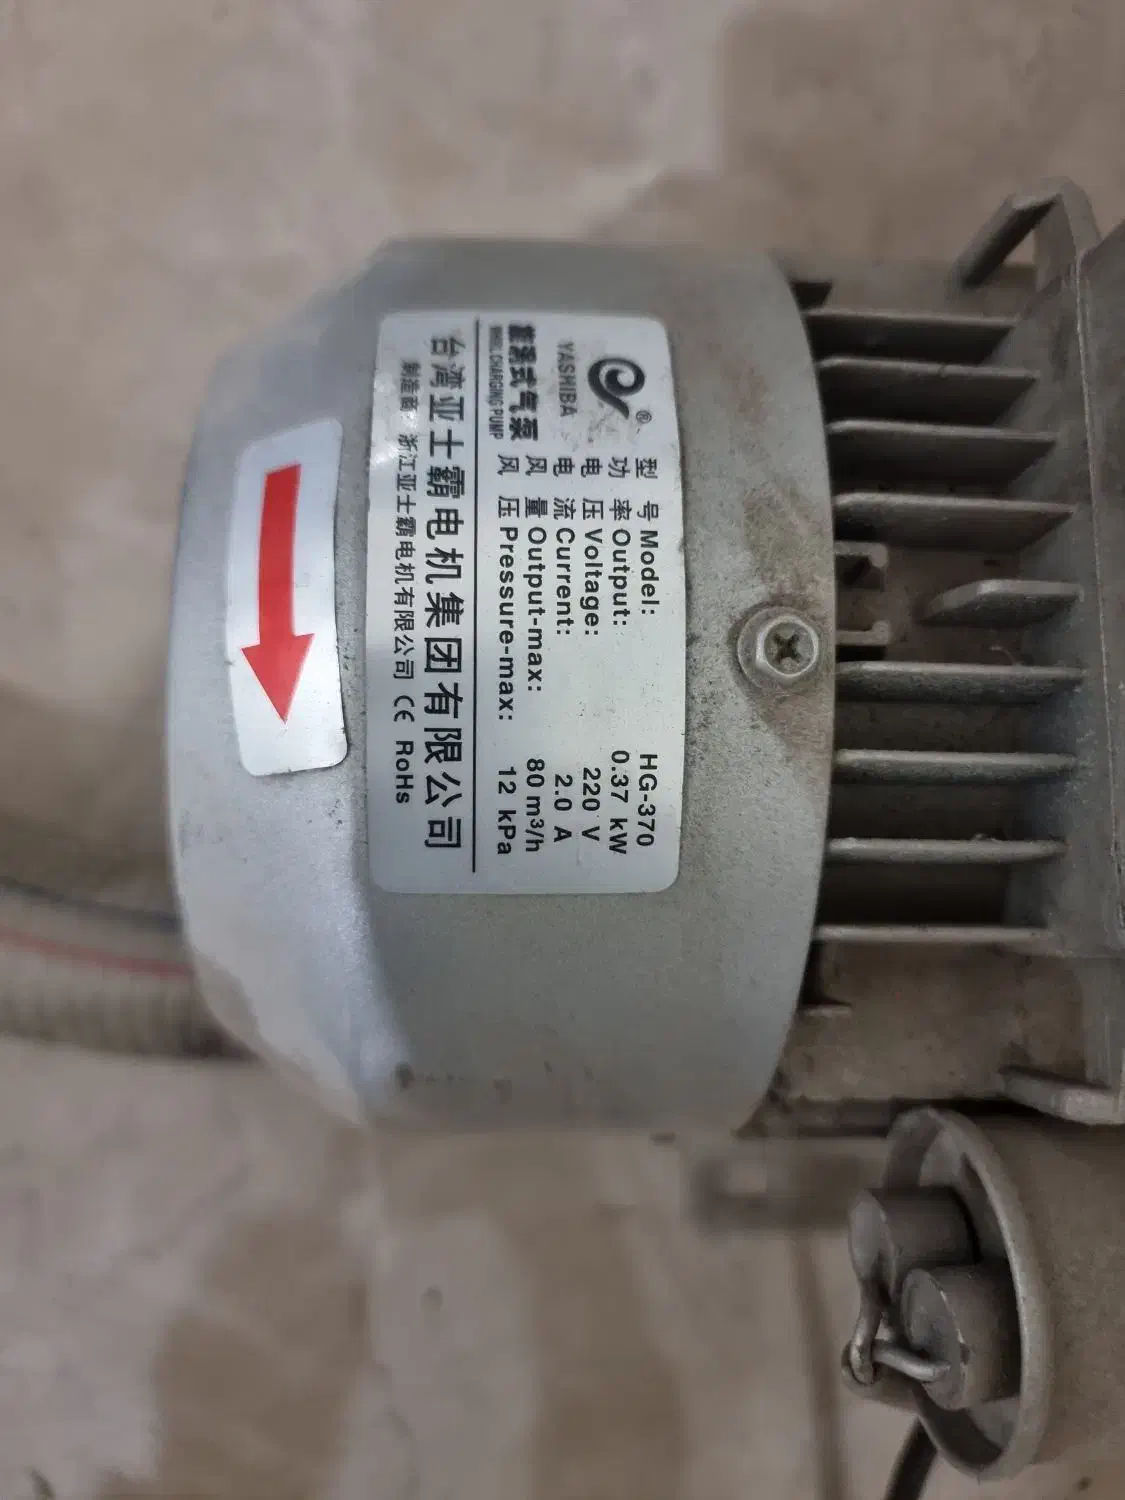 ®
YASHIBA
漩涡式气泵
WHIRL CHARGING PUMP
型 号 Model: HG-370
功 率 Output: 0.37 kW
电 压 Voltage: 220 V
电 流 Current: 2.0 A
风 量 Output-max: 80 m³/h
风 压 Pressure-max: 12 kPa
台湾亚士霸电机集团有限公司
制造商: 浙江亚士霸电机有限公司 CE RoHs